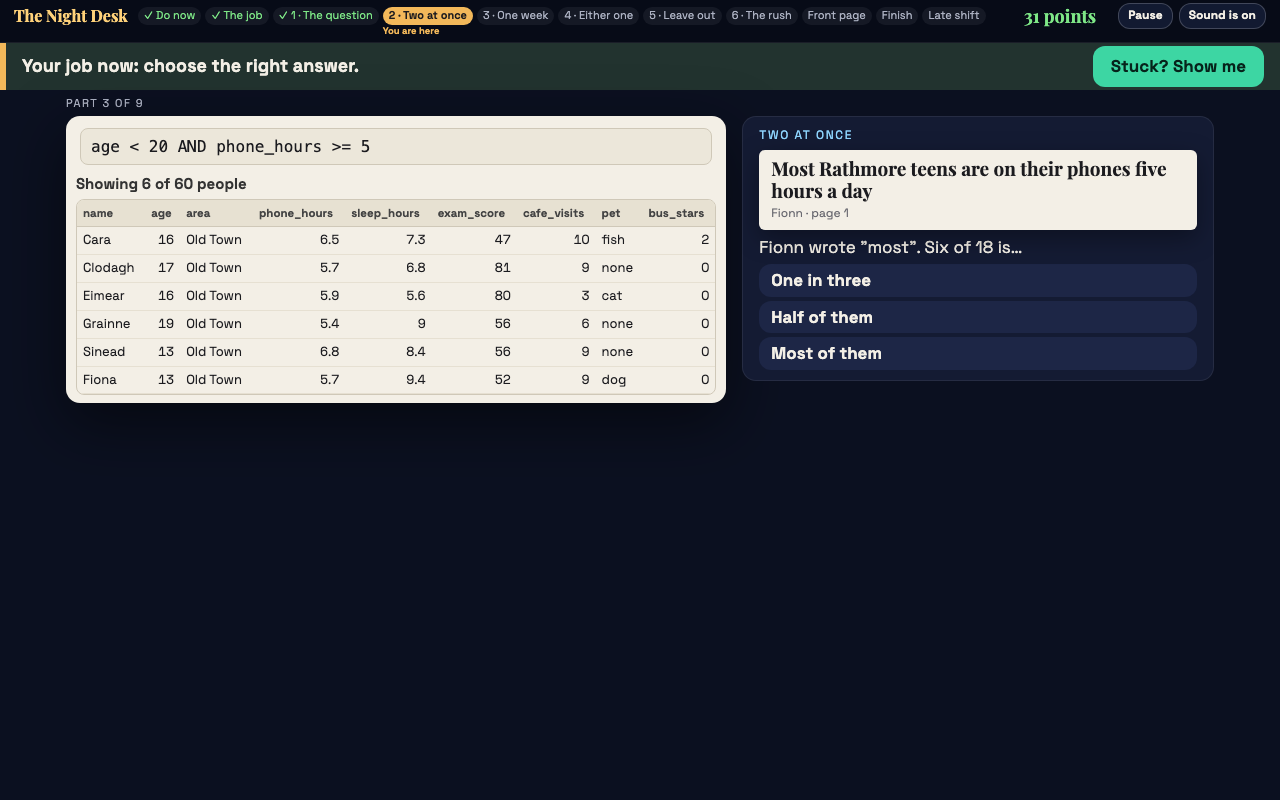 The Night Desk
✓ Do now
✓ The job
✓ 1 · The question
2 · Two at once
3 · One week
4 · Either one
5 · Leave out
6 · The rush
Front page
Finish
Late shift
31 points
Pause
Sound is on
You are here
Your job now: choose the right answer.
Stuck? Show me
PART 3 OF 9
age < 20 AND phone_hours >= 5
Showing 6 of 60 people
name age area phone_hours sleep_hours exam_score cafe_visits pet bus_stars
Cara 16 Old Town 6.5 7.3 47 10 fish 2
Clodagh 17 Old Town 5.7 6.8 81 9 none 0
Eimear 16 Old Town 5.9 5.6 80 3 cat 0
Grainne 19 Old Town 5.4 9 56 6 none 0
Sinead 13 Old Town 6.8 8.4 56 9 none 0
Fiona 13 Old Town 5.7 9.4 52 9 dog 0
TWO AT ONCE
Most Rathmore teens are on their phones five
hours a day
Fionn · page 1
Fionn wrote "most". Six of 18 is…
One in three
Half of them
Most of them